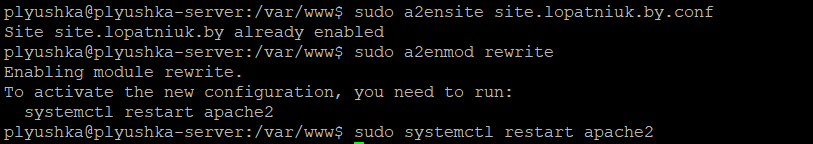 plyushka@plyushka-server:/var/www$ sudo a2ensite site.lopatniuk.by.conf
Site site.lopatniuk.by already enabled
plyushka@plyushka-server:/var/www$ sudo a2enmod rewrite
Enabling module rewrite.
To activate the new configuration, you need to run:
  systemctl restart apache2
plyushka@plyushka-server:/var/www$ sudo systemctl restart apache2